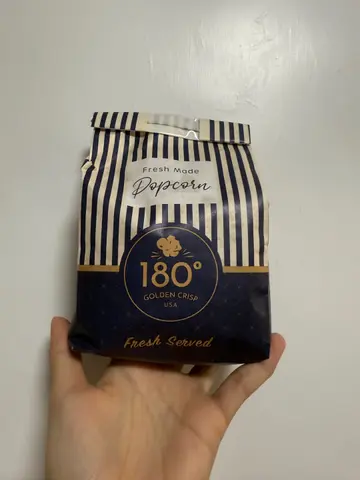 Fresh Made
Popcorn
180°
GOLDEN CRISP
USA
Fresh Served